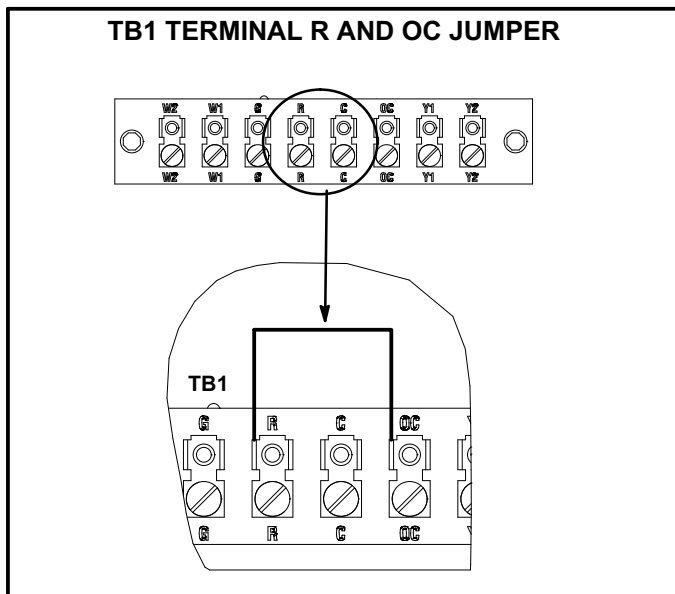 TB1 TERMINAL R AND OC JUMPER
W2 W1 G R C OC Y1 Y2
W2 W1 G R C OC Y1 Y2
TB1
G R C OC
G R C OC